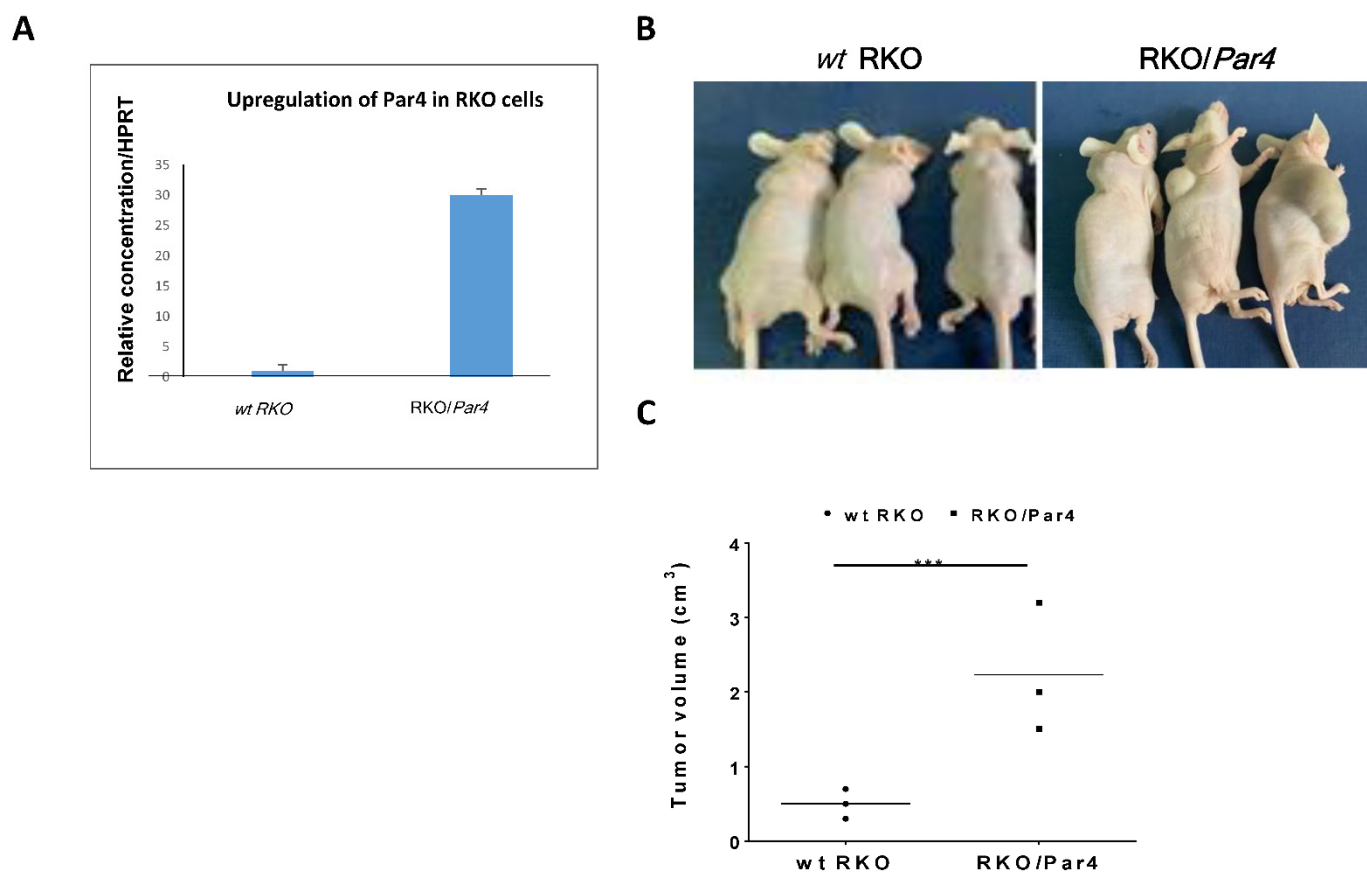 A
Upregulation of Par4 in RKO cells
Relative concentration/HPRT
35
30
25
20
15
10
5
0
wt RKO
RKO/Par4
B
wt RKO
RKO/Par4
C
wt RKO
RKO/Par4
***
Tumor volume (cm³)
4
3
2
1
0
wt RKO
RKO/Par4